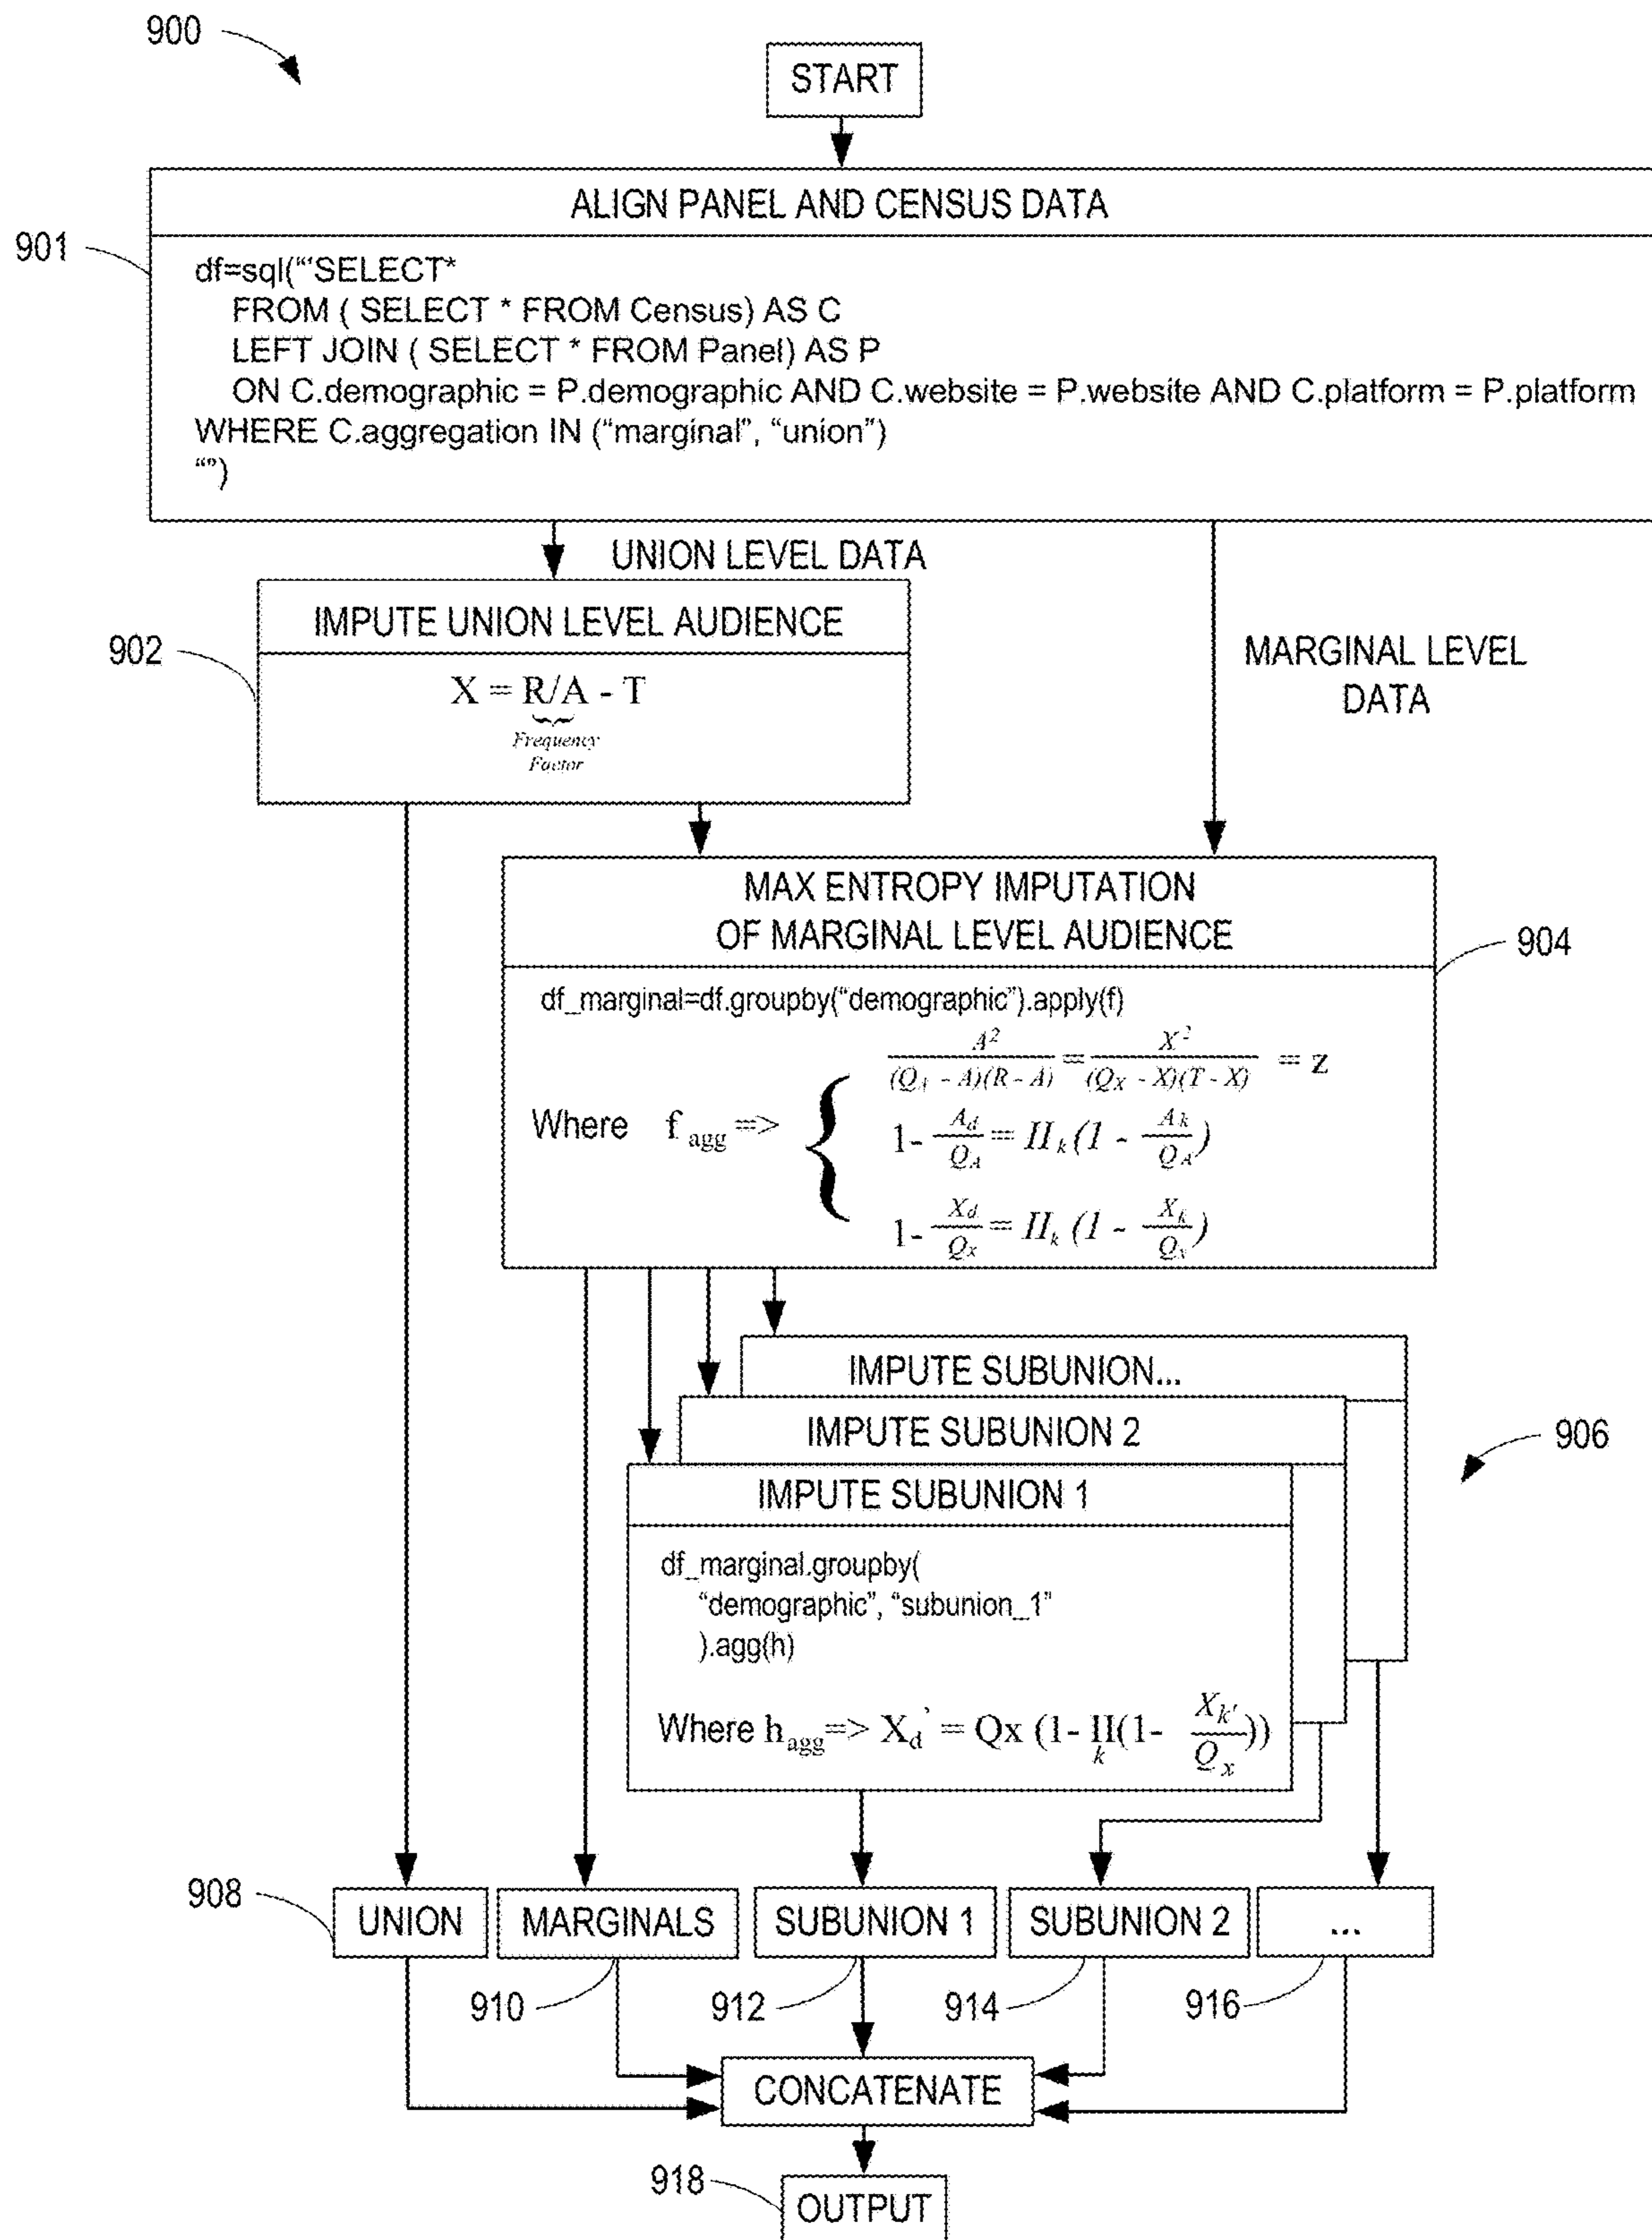 900
START
ALIGN PANEL AND CENSUS DATA
901
df=sql("'SELECT*
FROM ( SELECT * FROM Census) AS C
LEFT JOIN ( SELECT * FROM Panel) AS P
ON C.demographic = P.demographic AND C.website = P.website AND C.platform = P.platform
WHERE C.aggregation IN (“marginal”, “union”)
“”)
UNION LEVEL DATA
IMPUTE UNION LEVEL AUDIENCE
902
X = R/A - T
Frequency
Factor
MARGINAL LEVEL
DATA
MAX ENTROPY IMPUTATION
OF MARGINAL LEVEL AUDIENCE
904
df_marginal=df.groupby(“demographic”).apply(f)
Where f agg => { A² / (Q_A - A)(R - A) = X² / (Q_X - X)(T - X) = z
1- A_d / Q_A = II_k (1 - A_k / Q_A)
1- X_d / Q_x = II_k (1 - X_k / Q_x)
IMPUTE SUBUNION...
IMPUTE SUBUNION 2
906
IMPUTE SUBUNION 1
df_marginal.groupby(
“demographic”, “subunion_1”
).agg(h)
Where h_agg => X_d' = Qx (1- II_k (1- X_k' / Q_x))
908
UNION
MARGINALS
SUBUNION 1
SUBUNION 2
...
910
912
914
916
CONCATENATE
918
OUTPUT